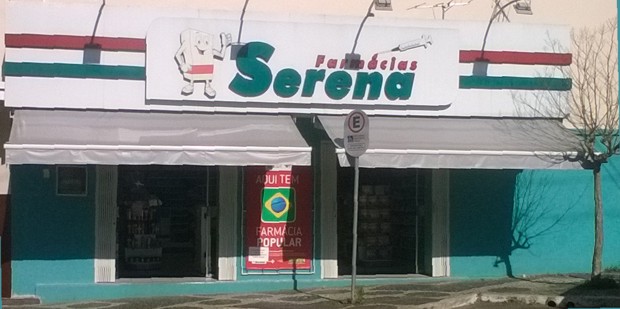 Farmácias
Serena
E
AQUI TEM
FARMÁCIA
POPULAR